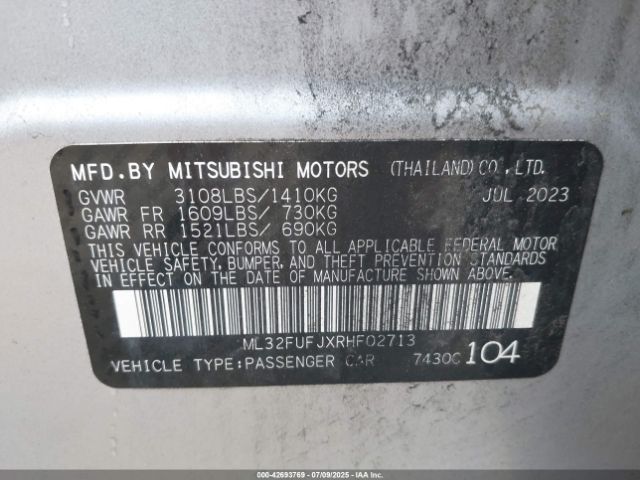 MFD.BY MITSUBISHI MOTORS (THAILAND)CO.,LTD.
GVWR 3108LBS/1410KG JUL 2023
GAWR FR 1609LBS/ 730KG
GAWR RR 1521LBS/ 690KG
THIS VEHICLE CONFORMS TO ALL APPLICABLE FEDERAL MOTOR
VEHICLE SAFETY, BUMPER, AND THEFT PREVENTION STANDARDS
IN EFFECT ON THE DATE OF MANUFACTURE SHOWN ABOVE.
ML32FUFJXRHF02713
VEHICLE TYPE:PASSENGER CAR 7430C 104
000-42693769 | 07/09/2025 - iaai.com